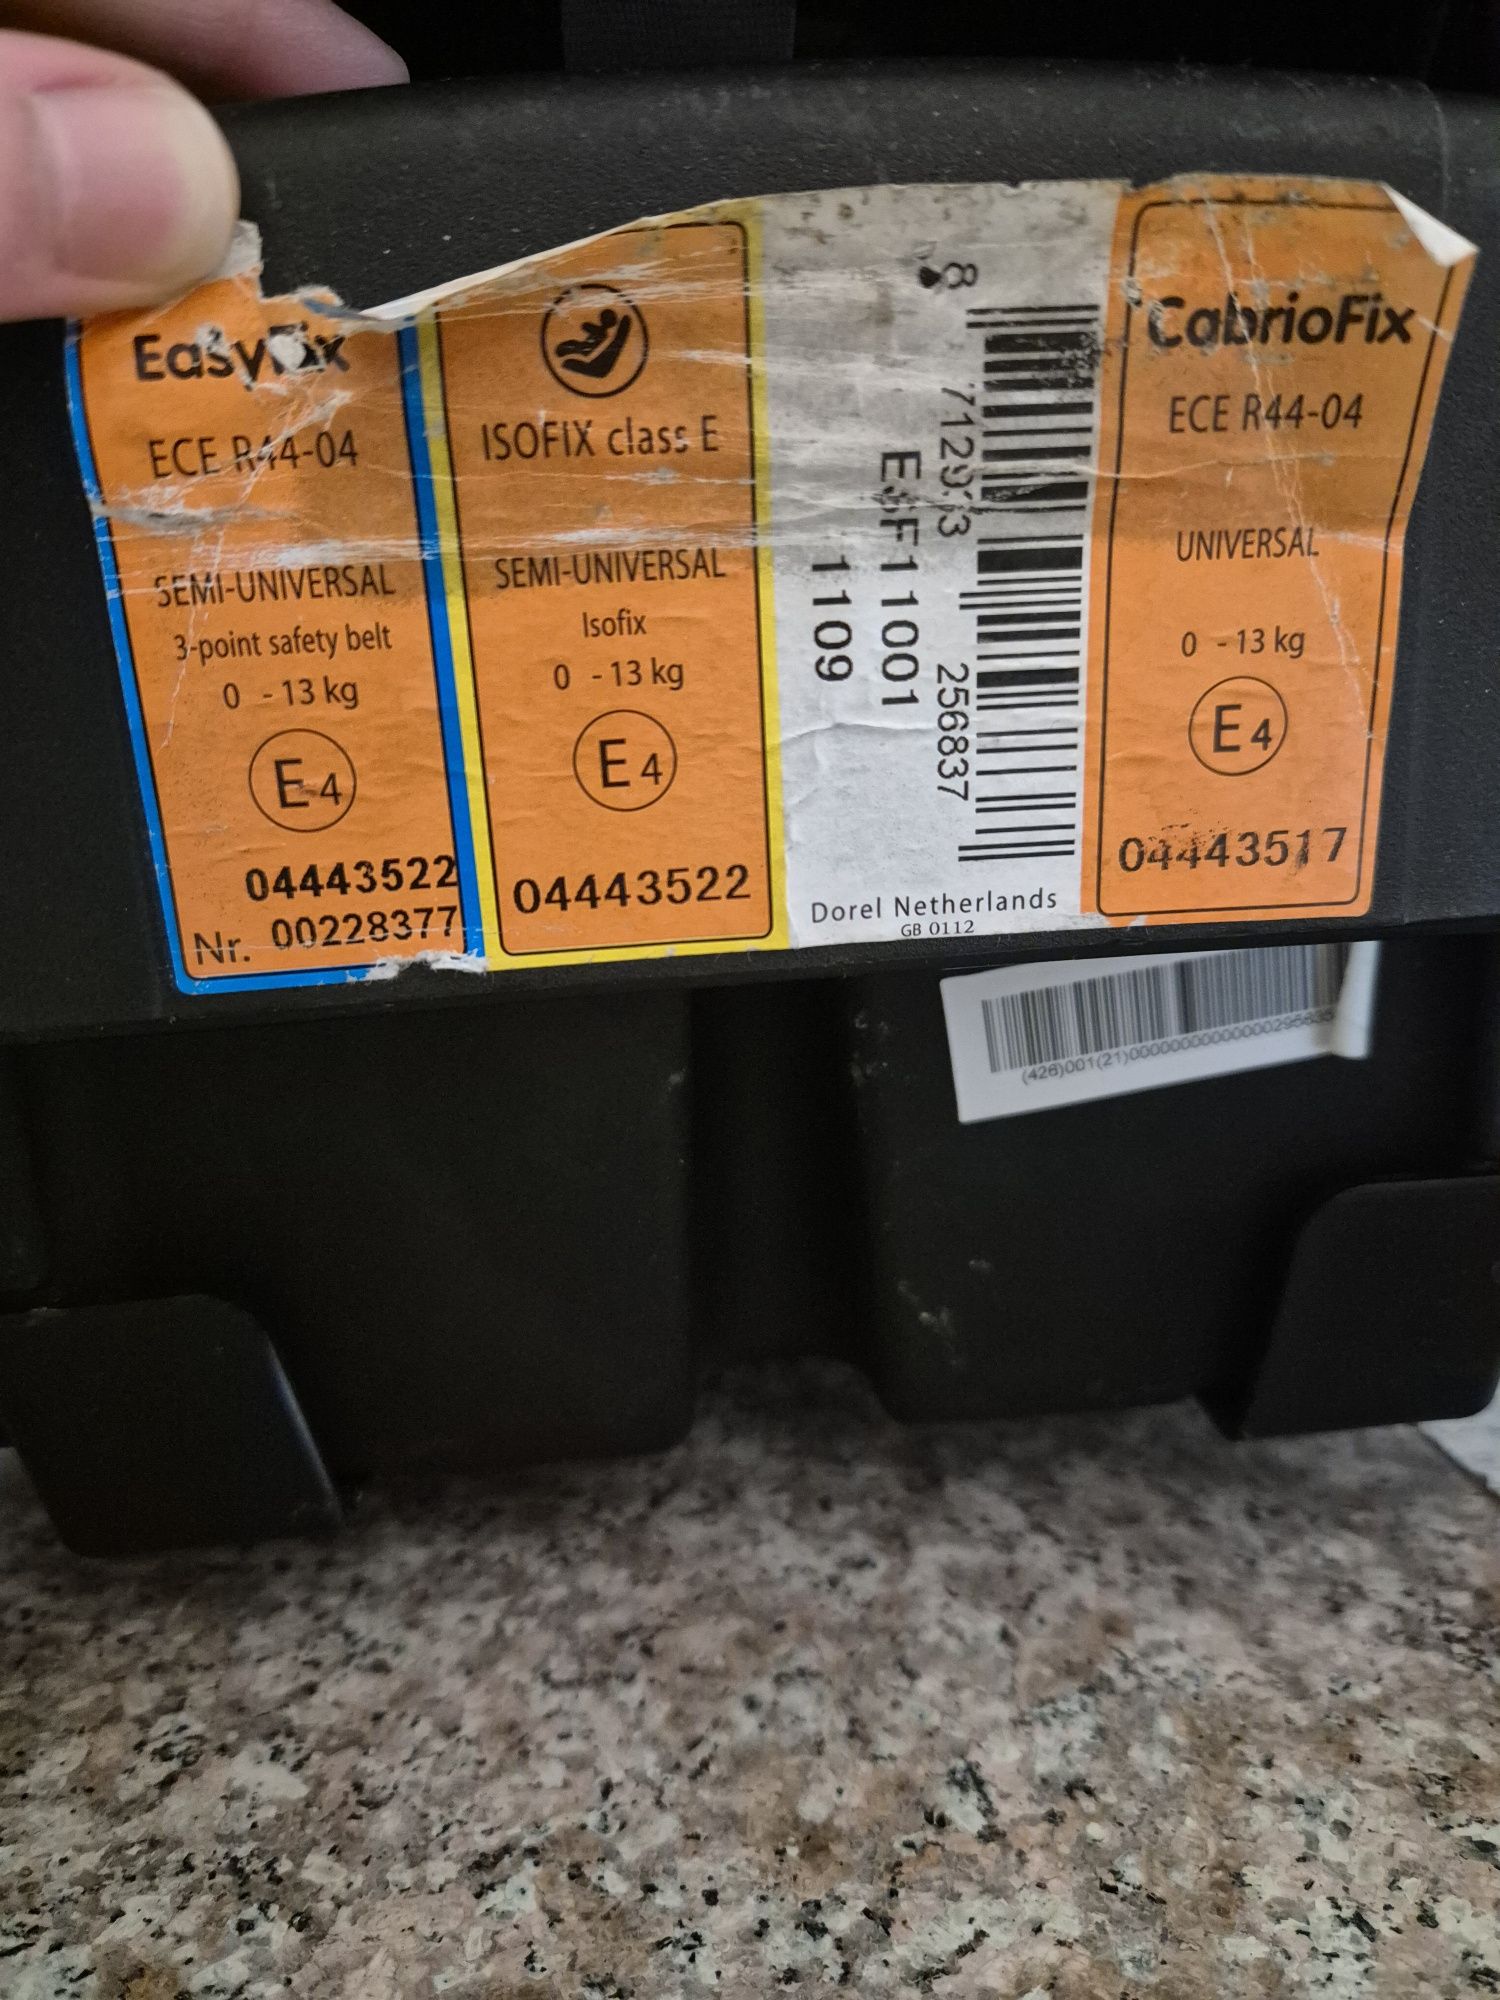 EasyFix
ECE R44-04
SEMI-UNIVERSAL
3-point safety belt
0 - 13 kg
E4
04443522
Nr. 00228377
ISOFIX class E
SEMI-UNIVERSAL
Isofix
0 - 13 kg
E4
04443522
8
256837
1109
Dorel Netherlands
GB 0112
CabrioFix
ECE R44-04
UNIVERSAL
0 - 13 kg
E4
04443517